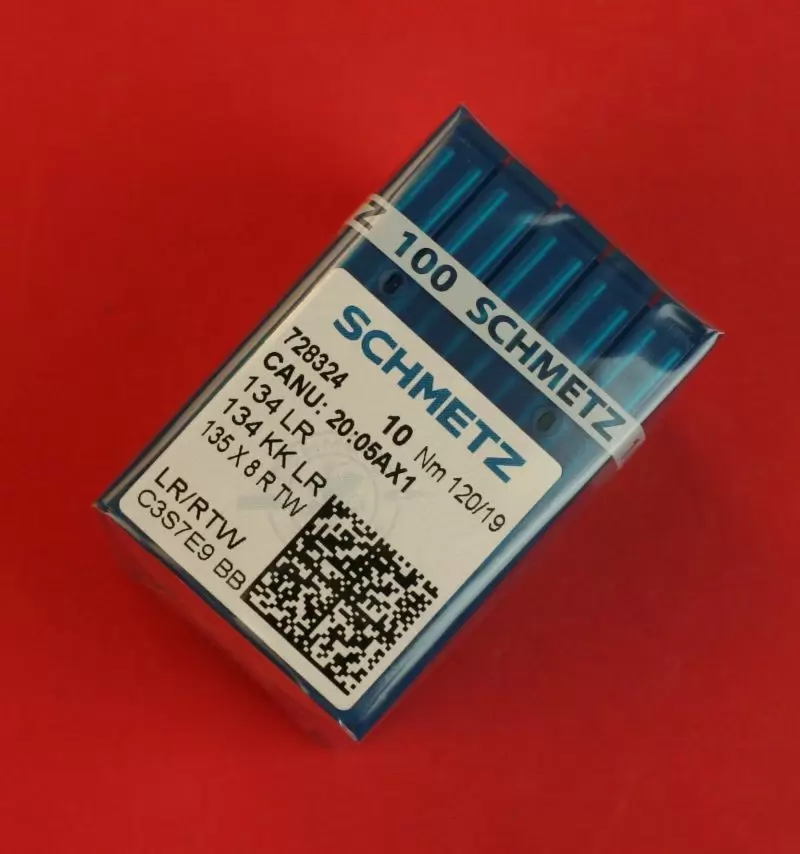 Z 100 SCHMETZ
SCHMETZ
728324 10 Nm 120/19
CANU: 20:05AX1
134 LR
134 KK LR
135 X 8 R TW
LR/RTW
C3S7E9 BB